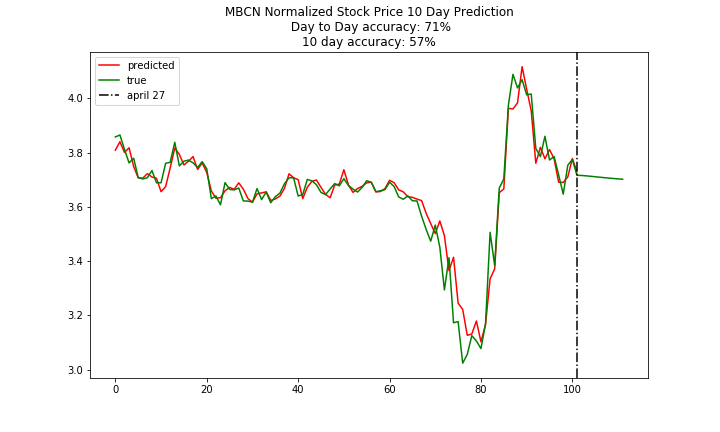 MBCN Normalized Stock Price 10 Day Prediction
Day to Day accuracy: 71%
10 day accuracy: 57%
predicted
true
april 27
4.0
3.8
3.6
3.4
3.2
3.0
0 20 40 60 80 100